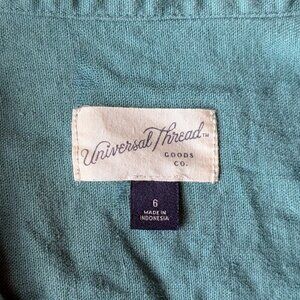 Universal Thread™
GOODS
CO.
6
MADE IN
INDONESIA